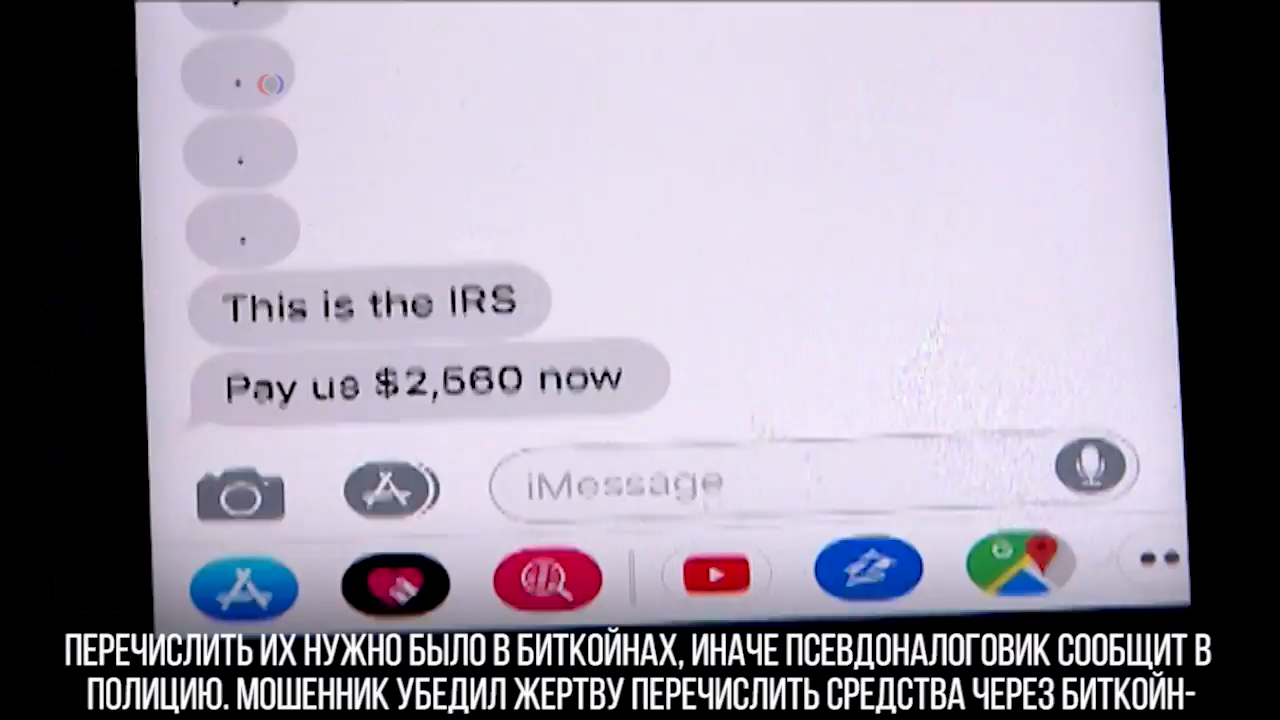 .
.
.
This is the IRS
Pay us $2,560 now
iMessage
ПЕРЕЧИСЛИТЬ ИХ НУЖНО БЫЛО В БИТКОЙНАХ, ИНАЧЕ ПСЕВДОНАЛОГОВИК СООБЩИТ В
ПОЛИЦИЮ. МОШЕННИК УБЕДИЛ ЖЕРТВУ ПЕРЕЧИСЛИТЬ СРЕДСТВА ЧЕРЕЗ БИТКОЙН-